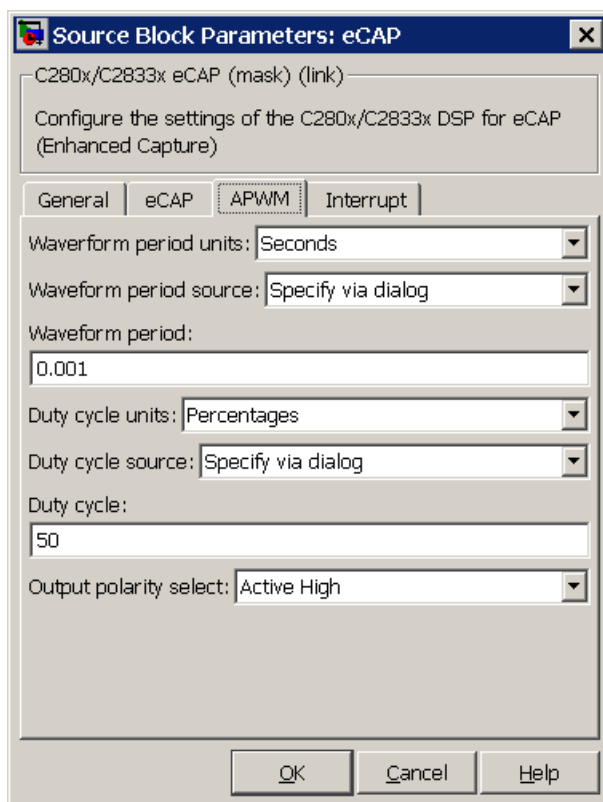 Source Block Parameters: eCAP
C280x/C2833x eCAP (mask) (link)
Configure the settings of the C280x/C2833x DSP for eCAP
(Enhanced Capture)
General eCAP APWM Interrupt
Waverform period units: Seconds
Waveform period source: Specify via dialog
Waveform period:
0.001
Duty cycle units: Percentages
Duty cycle source: Specify via dialog
Duty cycle:
50
Output polarity select: Active High
OK Cancel Help